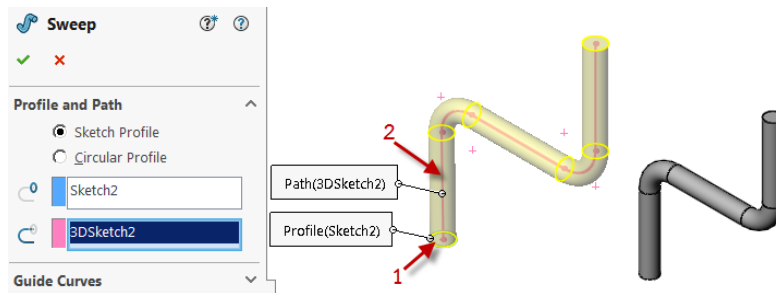 Sweep
Profile and Path
Sketch Profile
Circular Profile
Sketch2
3DSketch2
Guide Curves
2
Path(3DSketch2)
Profile(Sketch2)
1